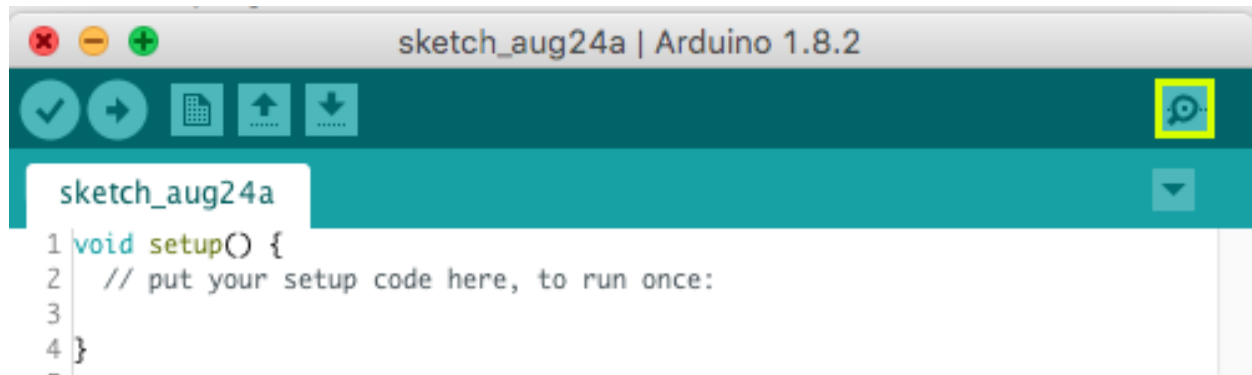 sketch_aug24a | Arduino 1.8.2
sketch_aug24a
1 void setup() {
2   // put your setup code here, to run once:
3
4 }